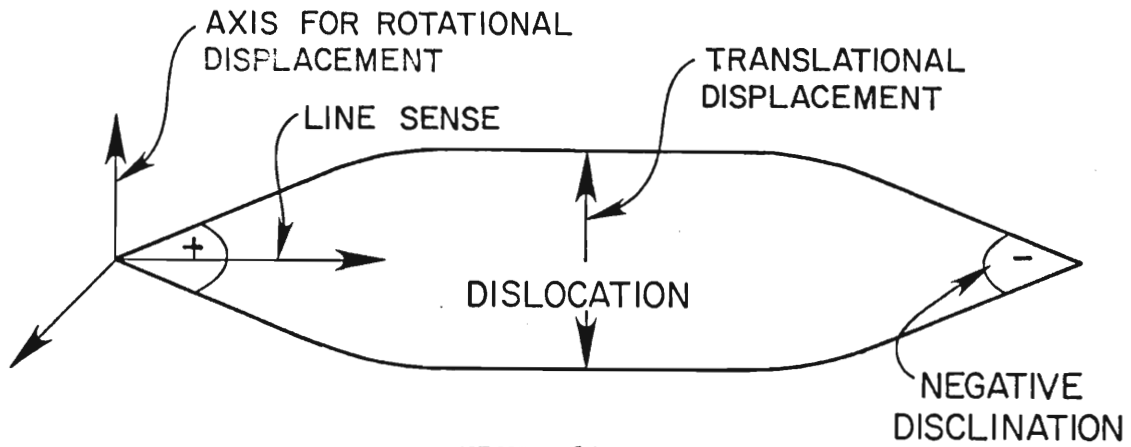 AXIS FOR ROTATIONAL
DISPLACEMENT
TRANSLATIONAL
DISPLACEMENT
LINE SENSE
+
-
DISLOCATION
NEGATIVE
DISCLINATION